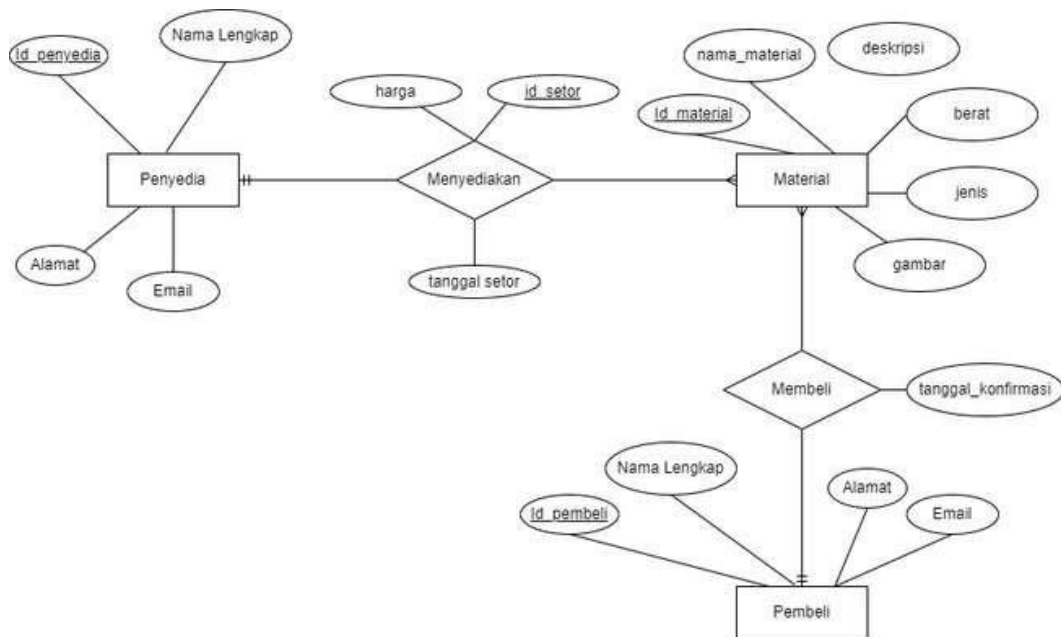 Nama Lengkap
Id_penyedia
nama_material
deskripsi
harga
id_setor
Id_material
berat
Penyedia
Menyediakan
Material
jenis
Alamat
Email
tanggal setor
gambar
Membeli
tanggal_konfirmasi
Nama Lengkap
Alamat
Id_pembeli
Email
Pembeli